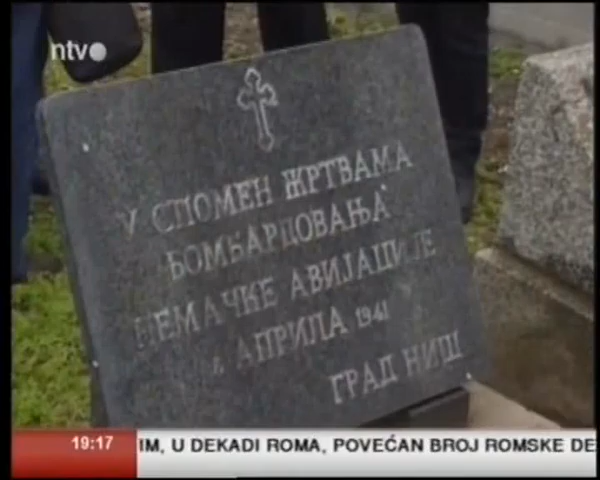 ntv
У СПОМЕН ЖРТВАМА
БОМБАРДОВАЊА
НЕМАЧКЕ АВИЈАЦИЈЕ
АПРИЛА 1941
ГРАД НИШ
19:17 IM, U DEKADI ROMA, POVEĆAN BROJ ROMSKE DE